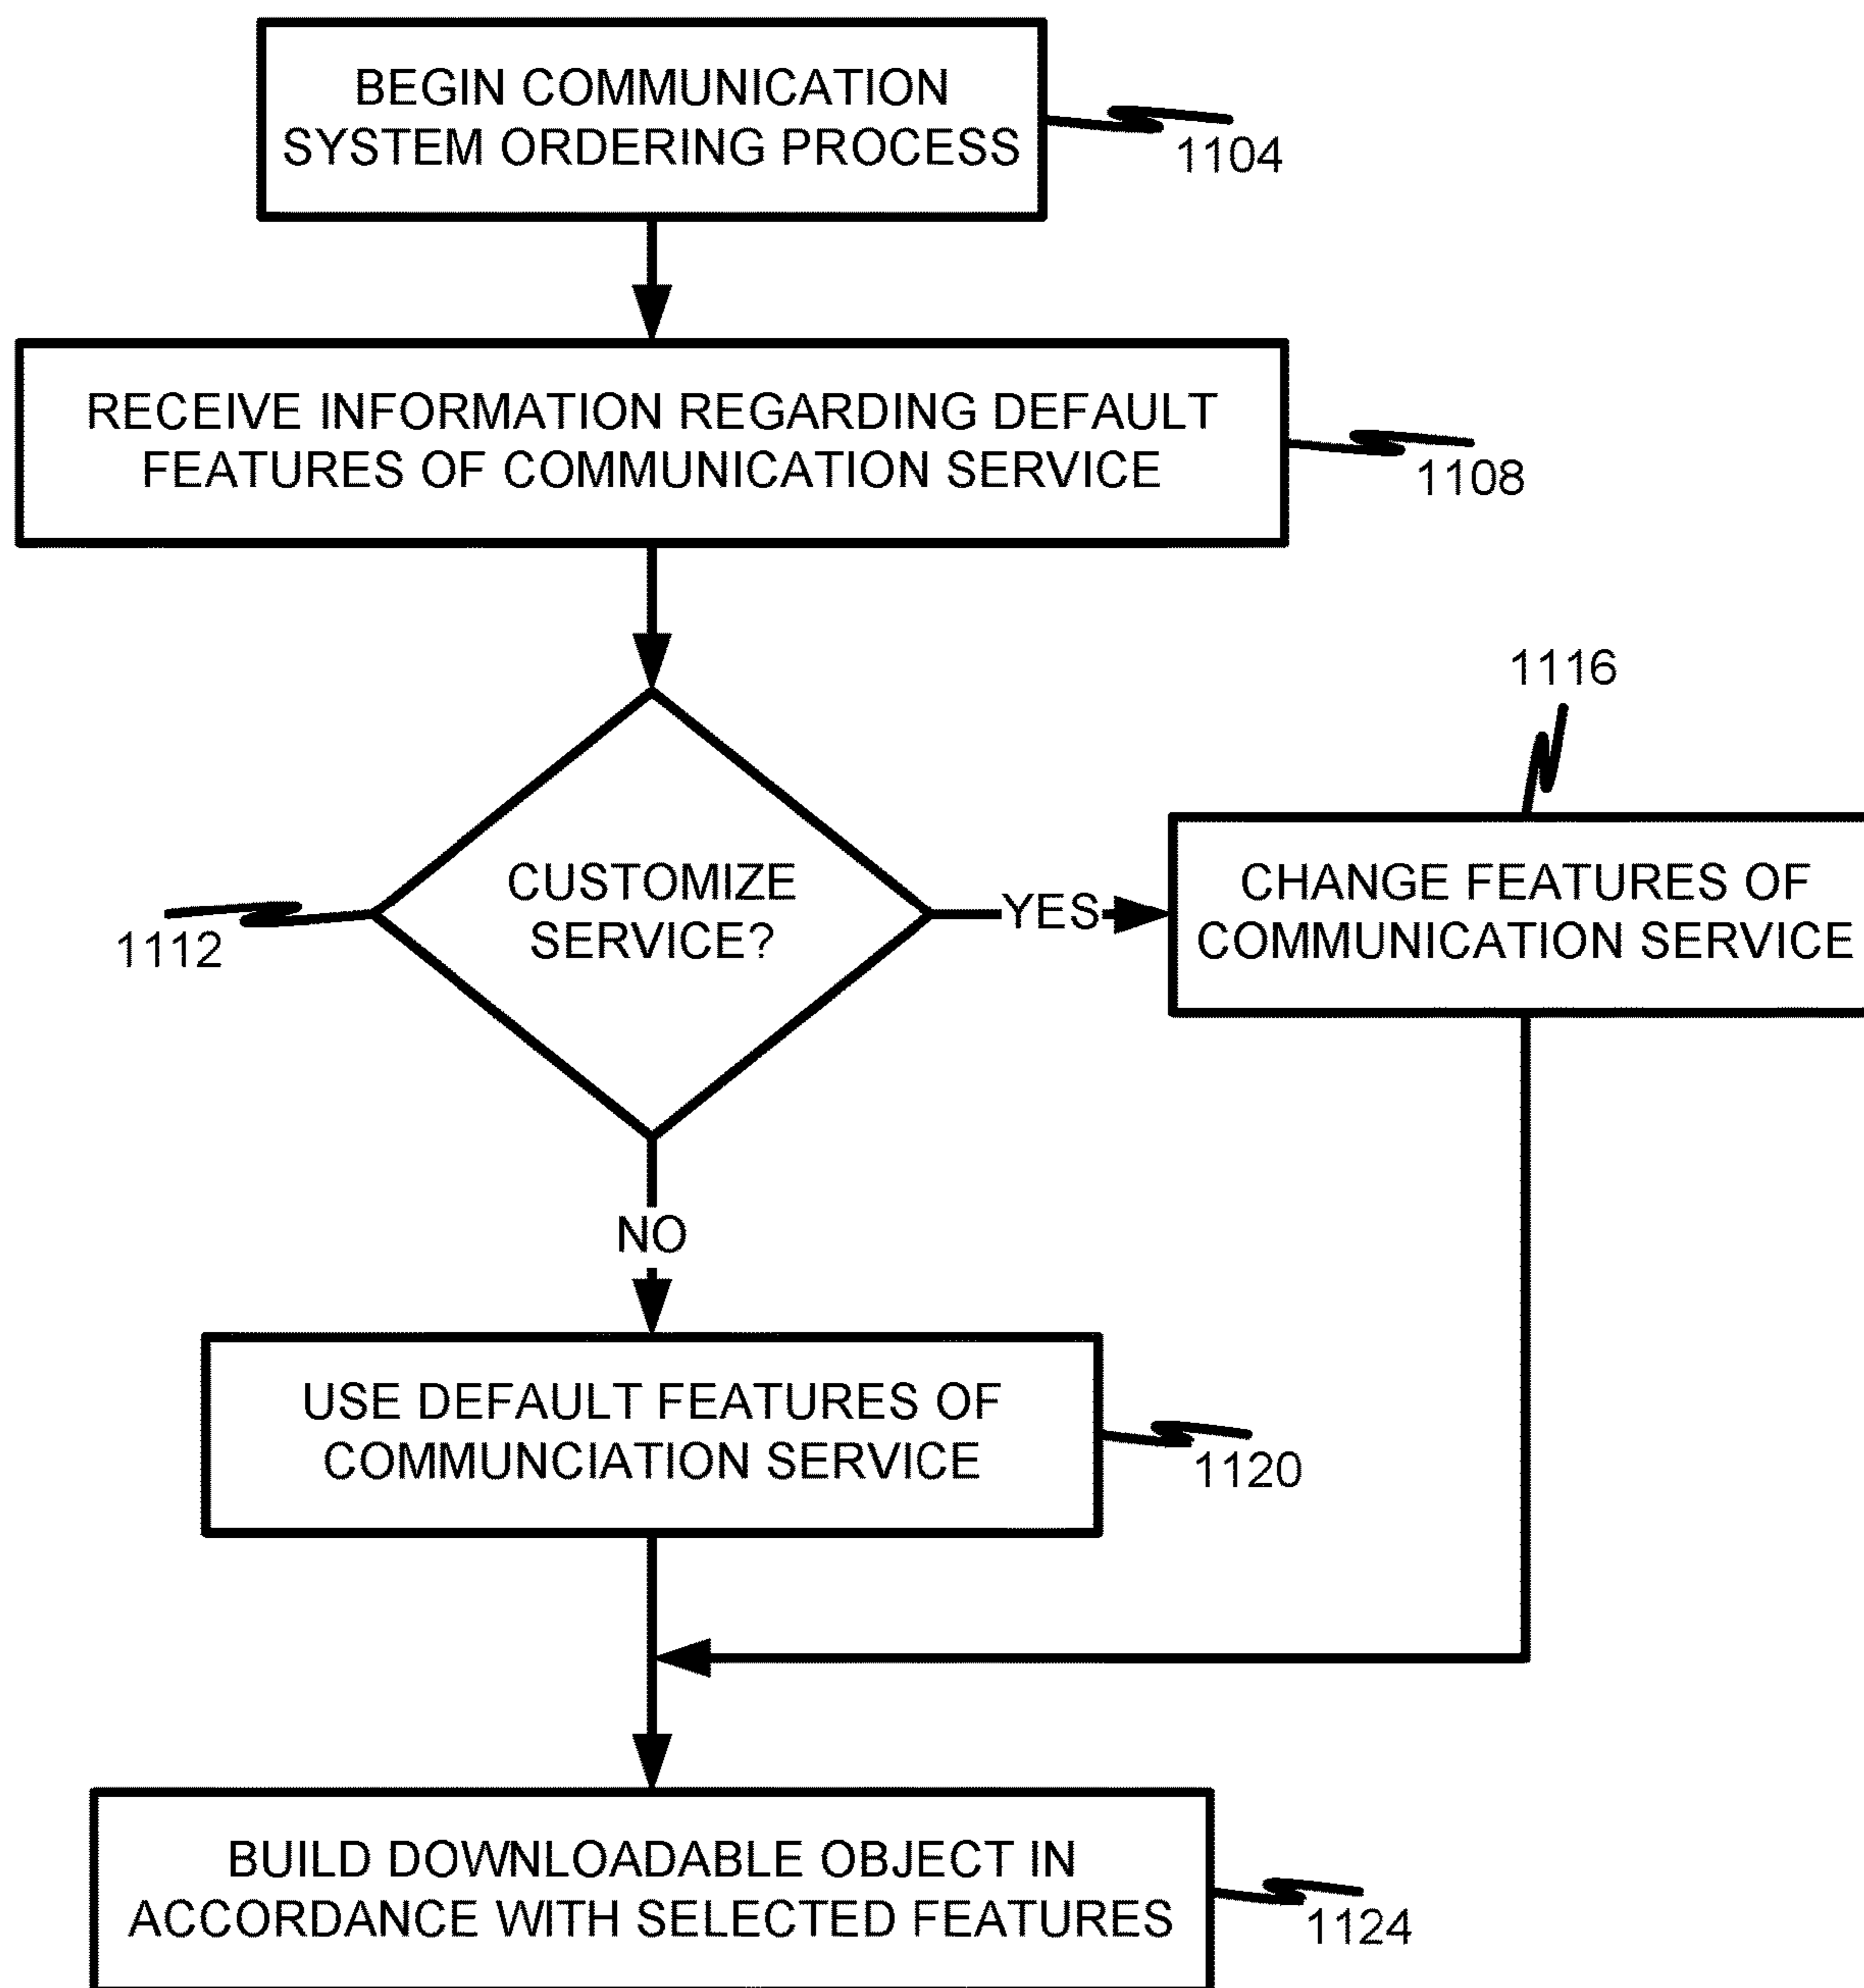 BEGIN COMMUNICATION
SYSTEM ORDERING PROCESS
1104
RECEIVE INFORMATION REGARDING DEFAULT
FEATURES OF COMMUNICATION SERVICE
1108
1116
CUSTOMIZE
SERVICE?
1112
YES
CHANGE FEATURES OF
COMMUNICATION SERVICE
NO
USE DEFAULT FEATURES OF
COMMUNCIATION SERVICE
1120
BUILD DOWNLOADABLE OBJECT IN
ACCORDANCE WITH SELECTED FEATURES
1124